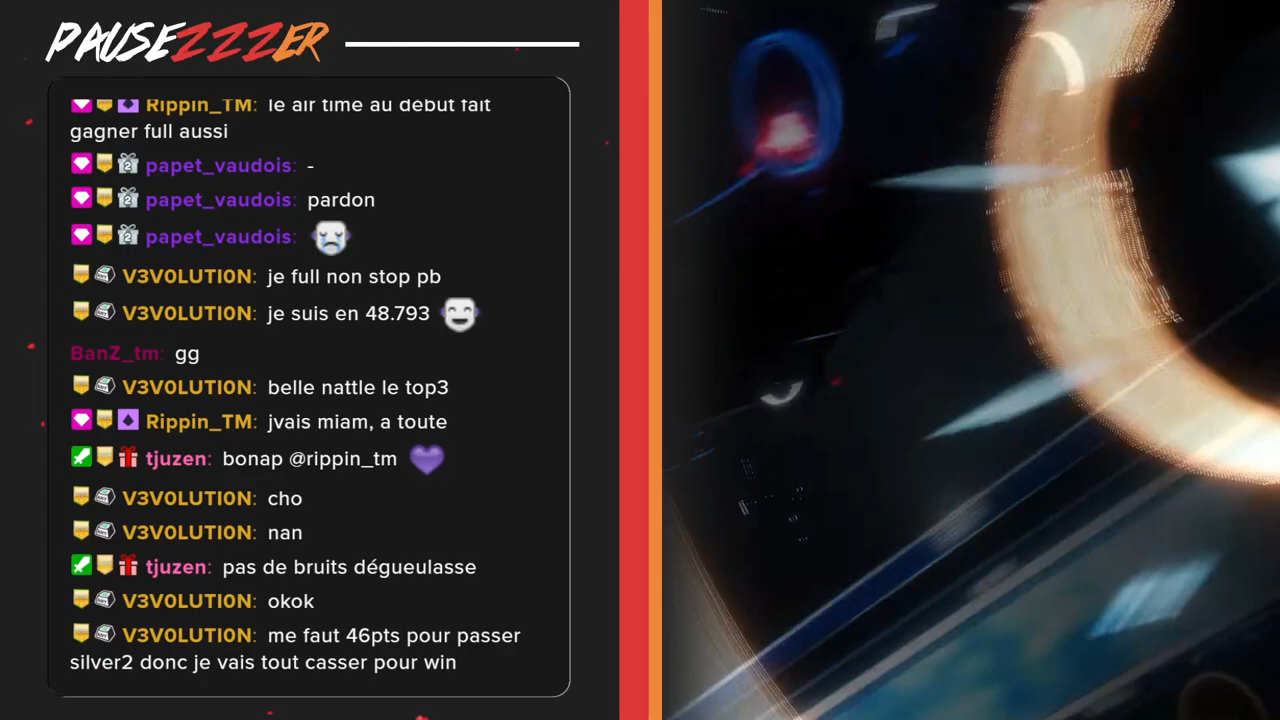 PAUSEZZZER
Rippin_TM: le air time au début fait
gagner full aussi
papet_vaudois: -
papet_vaudois: pardon
papet_vaudois:
V3V0LUTI0N: je full non stop pb
V3V0LUTI0N: je suis en 48.793
BanZ_tm: gg
V3V0LUTI0N: belle nattle le top3
Rippin_TM: jvais miam, a toute
tjuzen: bonap @rippin_tm
V3V0LUTI0N: cho
V3V0LUTI0N: nan
tjuzen: pas de bruits dégueulasse
V3V0LUTI0N: okok
V3V0LUTI0N: me faut 46pts pour passer
silver2 donc je vais tout casser pour win